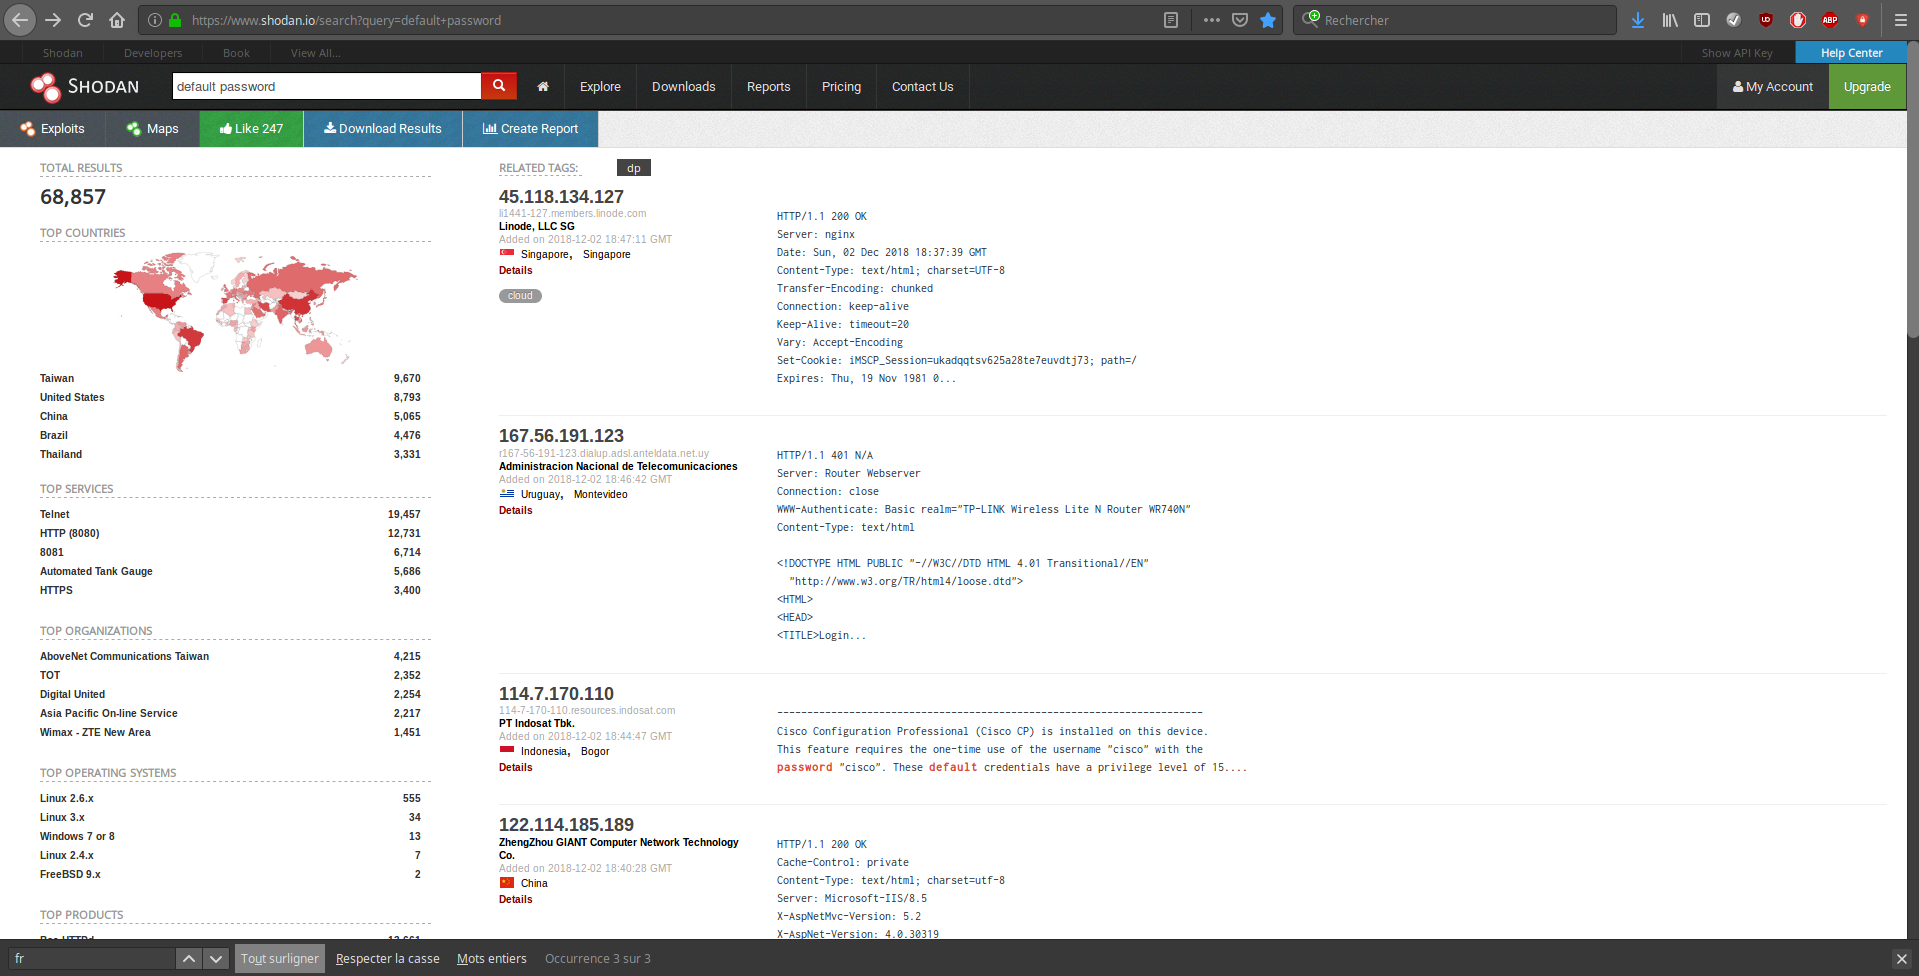 https://www.shodan.io/search?query=default+password
Rechercher
Shodan Developers Book View All... Show API Key Help Center
SHODAN default password Explore Downloads Reports Pricing Contact Us My Account Upgrade
Exploits Maps Like 247 Download Results Create Report
TOTAL RESULTS
68,857
TOP COUNTRIES
Taiwan 9,670
United States 8,793
China 5,065
Brazil 4,476
Thailand 3,331
TOP SERVICES
Telnet 19,457
HTTP (8080) 12,731
8081 6,714
Automated Tank Gauge 5,686
HTTPS 3,400
TOP ORGANIZATIONS
AboveNet Communications Taiwan 4,215
TOT 2,352
Digital United 2,254
Asia Pacific On-line Service 2,217
Wimax - ZTE New Area 1,451
TOP OPERATING SYSTEMS
Linux 2.6.x 555
Linux 3.x 34
Windows 7 or 8 13
Linux 2.4.x 7
FreeBSD 9.x 2
TOP PRODUCTS
RELATED TAGS: dp
45.118.134.127
li1441-127.members.linode.com
Linode, LLC SG
Added on 2018-12-02 18:47:11 GMT
Singapore, Singapore
Details
cloud
HTTP/1.1 200 OK
Server: nginx
Date: Sun, 02 Dec 2018 18:37:39 GMT
Content-Type: text/html; charset=UTF-8
Transfer-Encoding: chunked
Connection: keep-alive
Keep-Alive: timeout=20
Vary: Accept-Encoding
Set-Cookie: iMSCP_Session=ukadqqtsv625a28te7euvdtj73; path=/
Expires: Thu, 19 Nov 1981 0...
167.56.191.123
r167-56-191-123.dialup.adsl.anteldata.net.uy
Administracion Nacional de Telecomunicaciones
Added on 2018-12-02 18:46:42 GMT
Uruguay, Montevideo
Details
HTTP/1.1 401 N/A
Server: Router Webserver
Connection: close
WWW-Authenticate: Basic realm="TP-LINK Wireless Lite N Router WR740N"
Content-Type: text/html
<!DOCTYPE HTML PUBLIC "-//W3C//DTD HTML 4.01 Transitional//EN"
"http://www.w3.org/TR/html4/loose.dtd">
<HTML>
<HEAD>
<TITLE>Login...
114.7.170.110
114-7-170-110.resources.indosat.com
PT Indosat Tbk.
Added on 2018-12-02 18:44:47 GMT
Indonesia, Bogor
Details
-----------------------------------------------------------------------
Cisco Configuration Professional (Cisco CP) is installed on this device.
This feature requires the one-time use of the username "cisco" with the
password "cisco". These default credentials have a privilege level of 15....
122.114.185.189
ZhengZhou GIANT Computer Network Technology
Co.
Added on 2018-12-02 18:40:28 GMT
China
Details
HTTP/1.1 200 OK
Cache-Control: private
Content-Type: text/html; charset=utf-8
Server: Microsoft-IIS/8.5
X-AspNetMvc-Version: 5.2
X-AspNet-Version: 4.0.30319
fr Tout surligner Respecter la casse Mots entiers Occurrence 3 sur 3